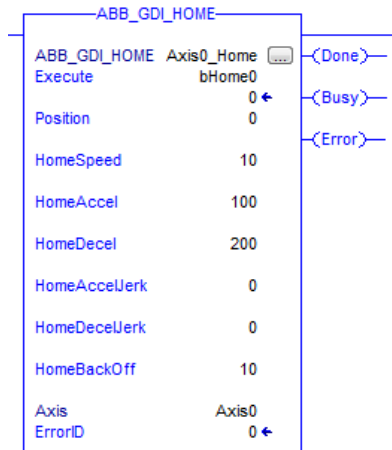 ABB_GDI_HOME
ABB_GDI_HOME Axis0_Home ... (Done)
Execute bHome0
0 (Busy)
Position 0
(Error)
HomeSpeed 10
HomeAccel 100
HomeDecel 200
HomeAccelJerk 0
HomeDecelJerk 0
HomeBackOff 10
Axis Axis0
ErrorID 0